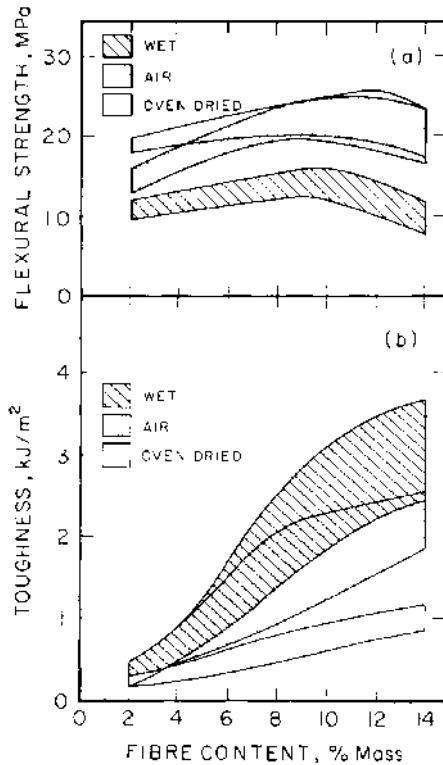 FLEXURAL STRENGTH, MPa
30
20
10
0
(a)
WET
AIR
OVEN DRIED
TOUGHNESS, kJ/m²
4
3
2
1
0
(b)
WET
AIR
OVEN DRIED
0 2 4 6 8 10 12 14
FIBRE CONTENT, % Mass